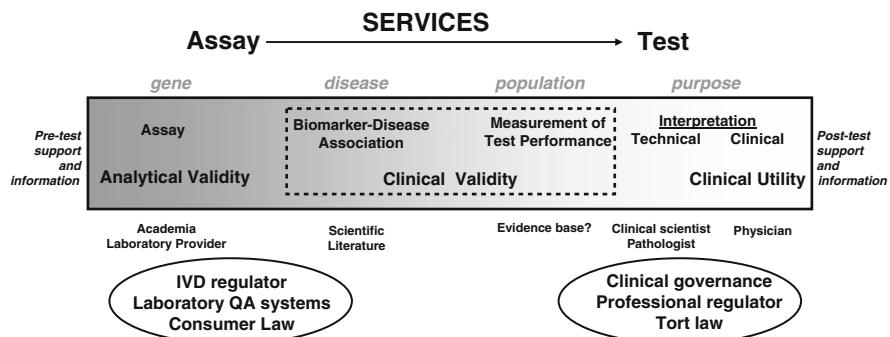 SERVICES
Assay Test
gene disease population purpose
Pre-test
support
and
information
Assay
Analytical Validity
Biomarker-Disease
Association
Measurement of
Test Performance
Clinical Validity
Interpretation
Technical Clinical
Clinical Utility
Post-test
support
and
information
Academia
Laboratory Provider
Scientific
Literature
Evidence base?
Clinical scientist
Pathologist
Physician
IVD regulator
Laboratory QA systems
Consumer Law
Clinical governance
Professional regulator
Tort law